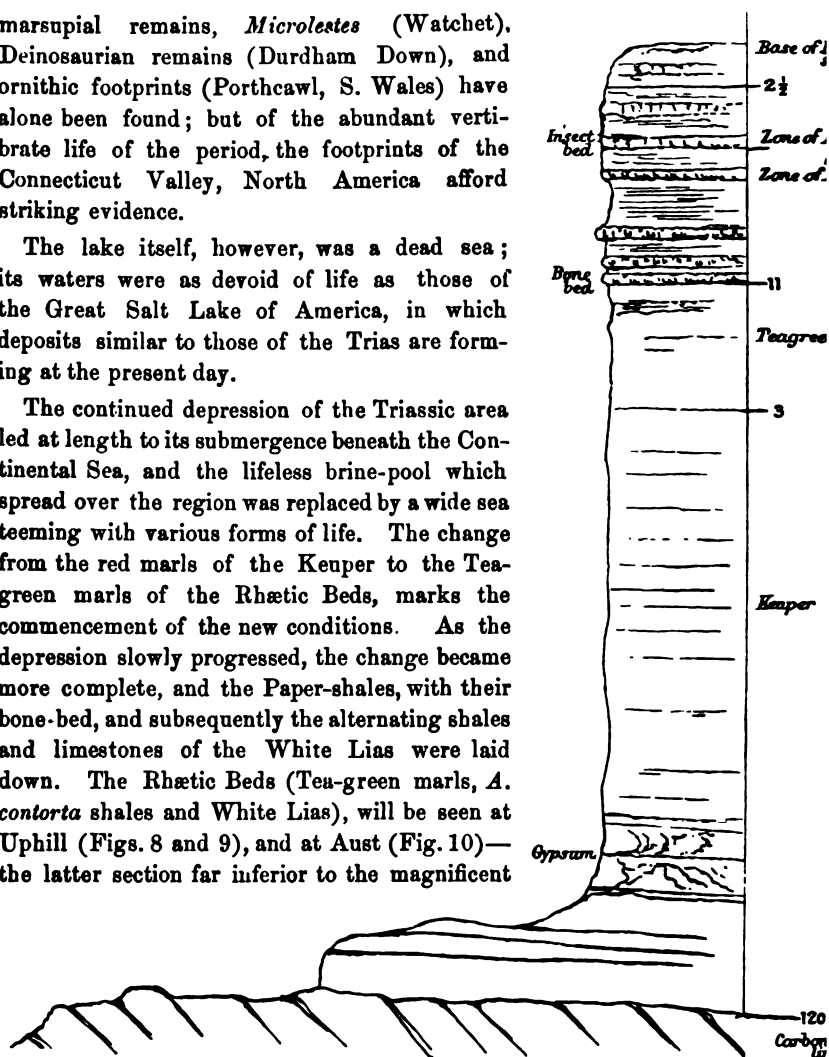 marsupial remains, Microlestes (Watchet),
Deinosaurian remains (Durdham Down), and
ornithic footprints (Porthcawl, S. Wales) have
alone been found; but of the abundant verti-
brate life of the period, the footprints of the
Connecticut Valley, North America afford
striking evidence.
The lake itself, however, was a dead sea;
its waters were as devoid of life as those of
the Great Salt Lake of America, in which
deposits similar to those of the Trias are form-
ing at the present day.
The continued depression of the Triassic area
led at length to its submergence beneath the Con-
tinental Sea, and the lifeless brine-pool which
spread over the region was replaced by a wide sea
teeming with various forms of life. The change
from the red marls of the Keuper to the Tea-
green marls of the Rhætic Beds, marks the
commencement of the new conditions. As the
depression slowly progressed, the change became
more complete, and the Paper-shales, with their
bone-bed, and subsequently the alternating shales
and limestones of the White Lias were laid
down. The Rhætic Beds (Tea-green marls, A.
contorta shales and White Lias), will be seen at
Uphill (Figs. 8 and 9), and at Aust (Fig. 10)—
the latter section far inferior to the magnificent
Base of
2½
Insect
bed
Zone of
Zone of
Bone
bed
11
Teagree
3
Keuper
Gypsum
120
Carbon